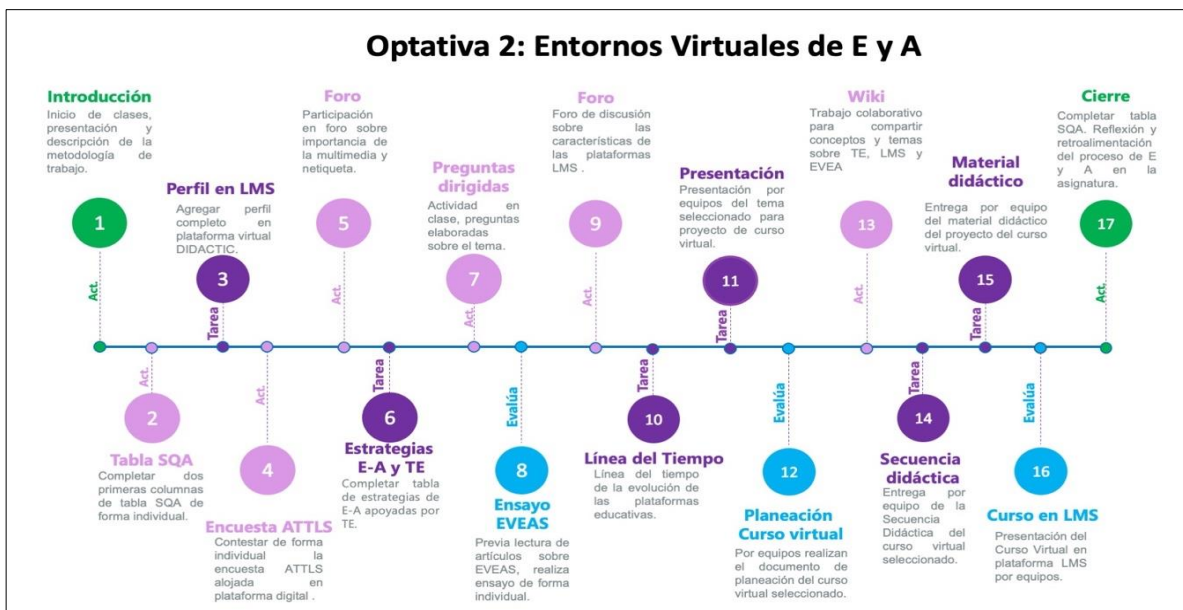 Optativa 2: Entornos Virtuales de E y A
Introducción
Inicio de clases,
presentación y
descripción de la
metodología de
trabajo.
1
Act.
Act.
2
Tabla SQA
Completar dos
primeras columnas
de tabla SQA de
forma individual.
Perfil en LMS
Agregar perfil
completo en
plataforma virtual
DIDACTIC.
3
Tarea
Act.
4
Encuesta ATTLS
Contestar de forma
individual la
encuesta ATTLS
alojada en
plataforma digital .
Foro
Participación
en foro sobre
importancia de
la multimedia y
netiqueta.
5
Act.
Tarea
6
Estrategias
E-A y TE
Completar tabla
de estrategias de
E-A apoyadas por
TE.
Preguntas
dirigidas
Actividad en
clase, preguntas
elaboradas
sobre el tema.
7
Act.
Evalúa
8
Ensayo
EVEAS
Previa lectura de
artículos sobre
EVEAS, realiza
ensayo de forma
individual.
Foro
Foro de discusión
sobre las
características de
las plataformas
LMS .
9
Act.
Tarea
10
Línea del Tiempo
Línea del tiempo
de la evolución de
las plataformas
educativas.
Presentación
Presentación por
equipos del tema
seleccionado para
proyecto de curso
virtual.
11
Tarea
Evalúa
12
Planeación
Curso virtual
Por equipos realizan
el documento de
planeación del curso
virtual seleccionado.
Wiki
Trabajo colaborativo
para compartir
conceptos y temas
sobre TE, LMS y
EVEA
13
Act.
Tarea
14
Secuencia
didáctica
Entrega por
equipo de la
Secuencia
Didáctica del
curso virtual
seleccionado.
Material
didáctico
Entrega por equipo
del material didáctico
del proyecto del curso
virtual.
15
Tarea
Evalúa
16
Curso en LMS
Presentación del
Curso Virtual en
plataforma LMS
por equipos.
Cierre
Completar tabla
SQA. Reflexión y
retroalimentación
del proceso de E
y A en la
asignatura.
17
Act.